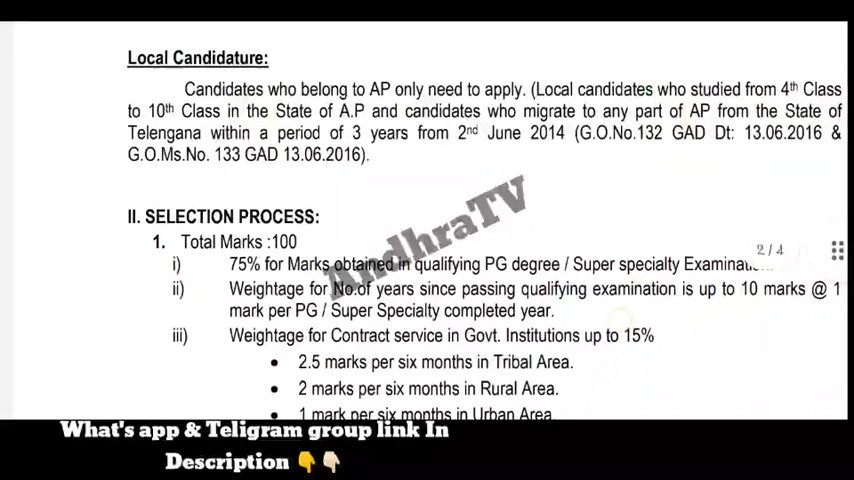 Local Candidature:
Candidates who belong to AP only need to apply. (Local candidates who studied from 4th Class
to 10th Class in the State of A.P and candidates who migrate to any part of AP from the State of
Telengana within a period of 3 years from 2nd June 2014 (G.O.No.132 GAD Dt: 13.06.2016 &
G.O.Ms.No. 133 GAD 13.06.2016).
AndhraTV
II. SELECTION PROCESS:
1. Total Marks :100
2/4
i) 75% for Marks obtained in qualifying PG degree / Super specialty
ii) Weightage for No.of years since passing qualifying examination is up to 10 marks @ 1
mark per PG / Super Specialty completed year.
iii) Weightage for Contract service in Govt. Institutions up to 15%
• 2.5 marks per six months in Tribal Area.
• 2 marks per six months in Rural Area.
• 1 mark per six months in Urban Area.
What's app & Teligram group link In
Description 👇👇🏻